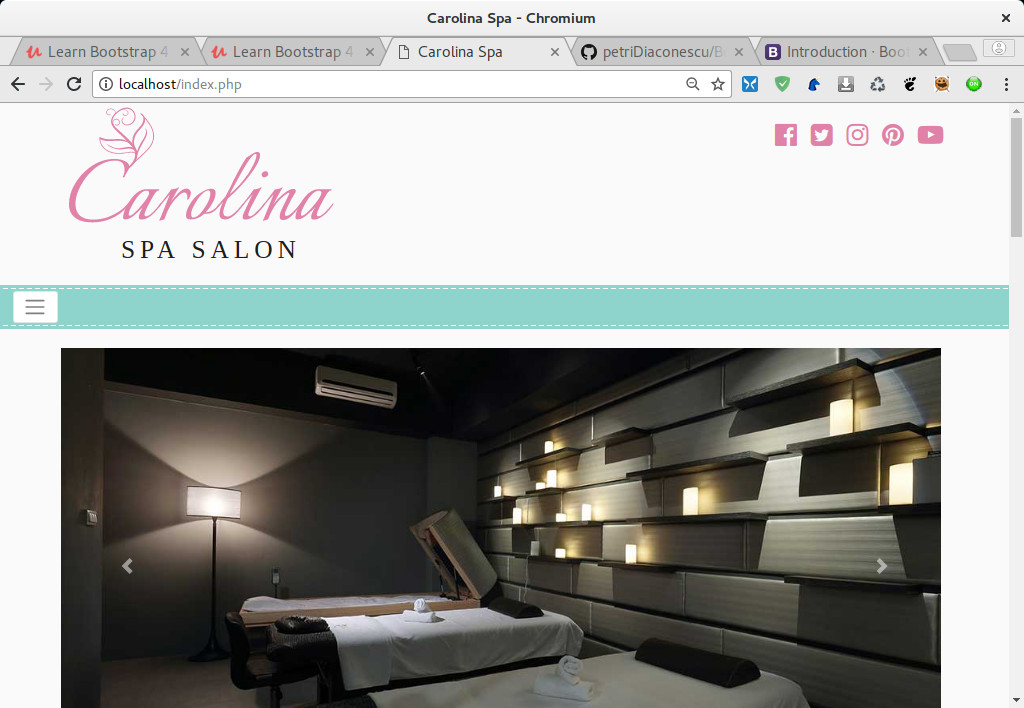 Carolina Spa - Chromium
Learn Bootstrap 4
Learn Bootstrap 4
Carolina Spa
petriDiaconescu/B
Introduction · Boot
localhost/index.php
ON
Carolina
SPA SALON